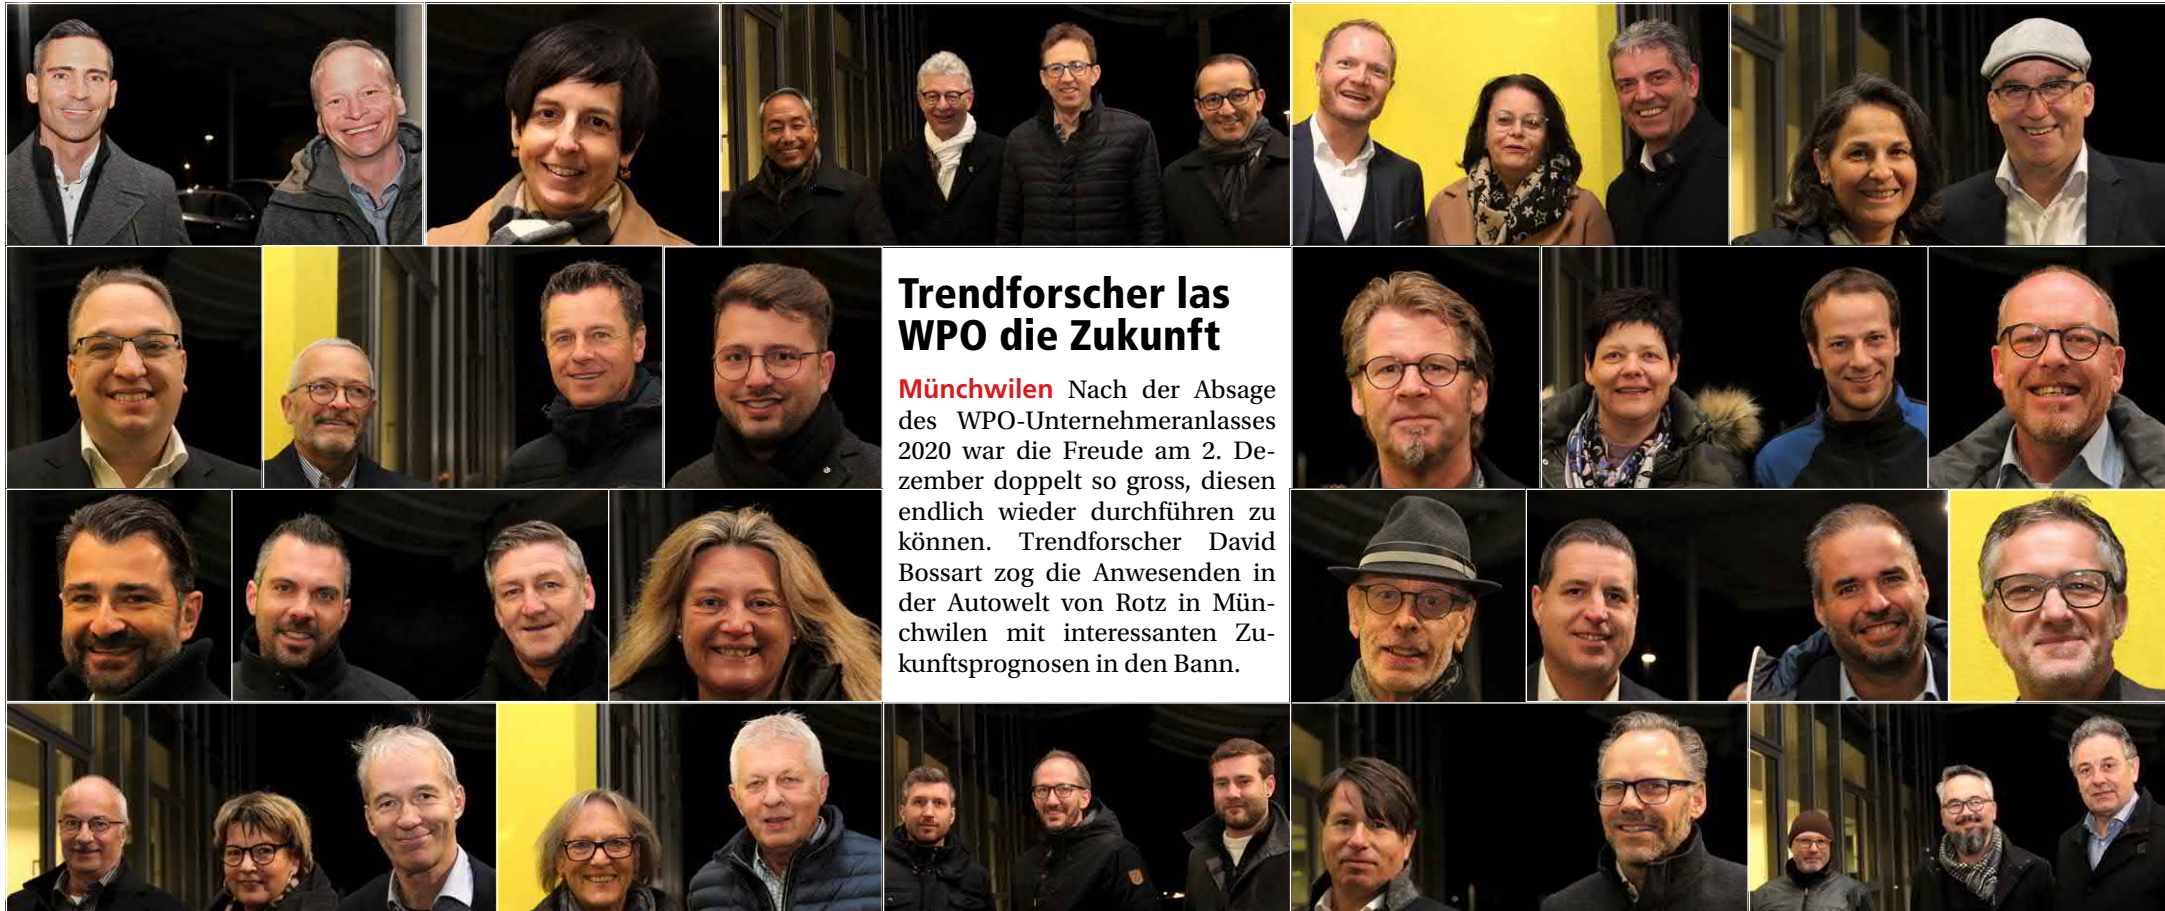 Trendforscher las
WPO die Zukunft
Münchwilen Nach der Absage
des WPO-Unternehmeranlasses
2020 war die Freude am 2. De-
zember doppelt so gross, diesen
endlich wieder durchführen zu
können. Trendforscher David
Bossart zog die Anwesenden in
der Autowelt von Rotz in Mün-
chwilen mit interessanten Zu-
kunftsprognosen in den Bann.